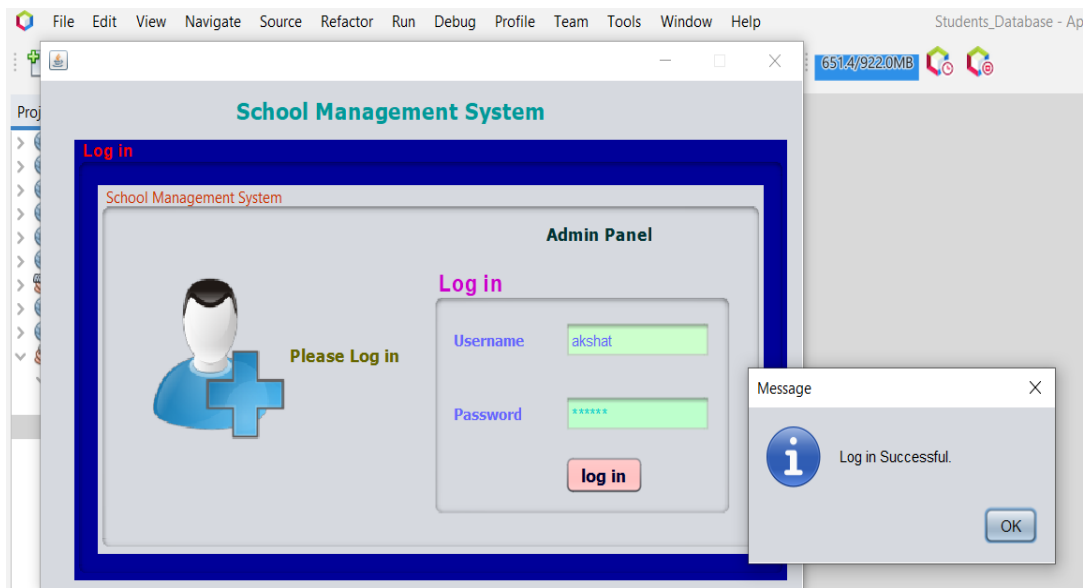 File Edit View Navigate Source Refactor Run Debug Profile Team Tools Window Help Students_Database - Ap
651.4/922.0MB
Proj
School Management System
Log in
School Management System
Admin Panel
Log in
Please Log in
Username akshat
Password ******
log in
Message
Log in Successful.
OK